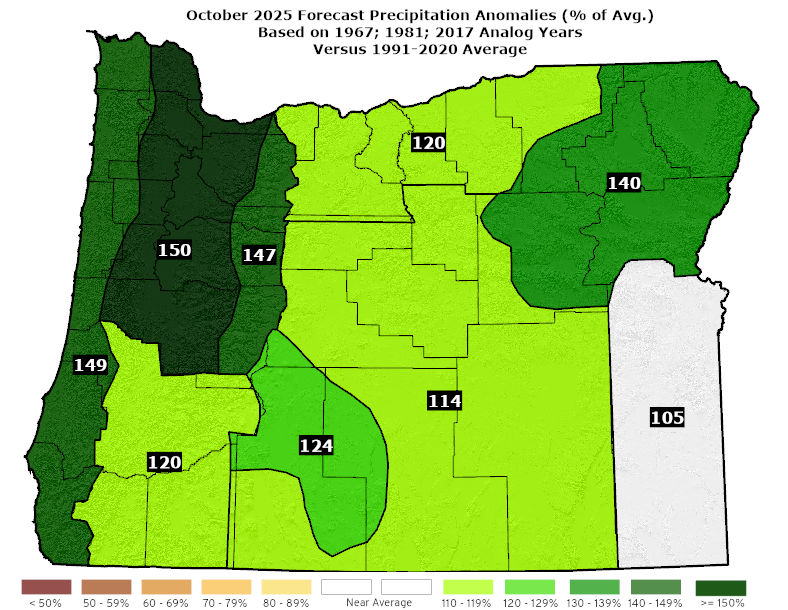 October 2025 Forecast Precipitation Anomalies (% of Avg.)
Based on 1967; 1981; 2017 Analog Years
Versus 1991-2020 Average
120
140
150
147
149
114
105
124
120
< 50%
50 - 59%
60 - 69%
70 - 79%
80 - 89%
Near Average
110 - 119%
120 - 129%
130 - 139%
140 - 149%
>= 150%